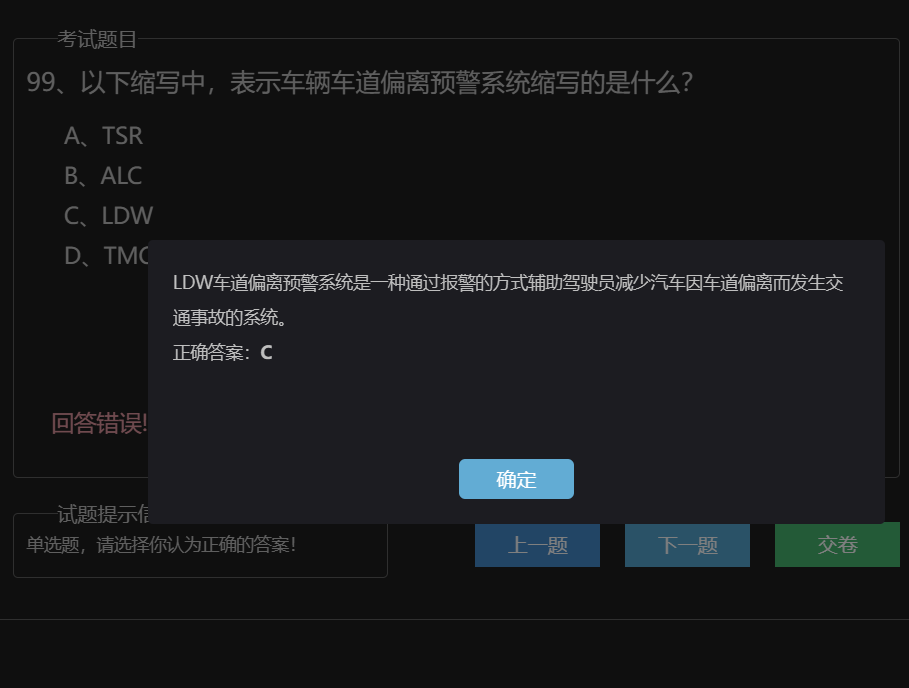 考试题目
99、以下缩写中，表示车辆车道偏离预警系统缩写的是什么？
A、TSR
B、ALC
C、LDW
D、TMC
LDW车道偏离预警系统是一种通过报警的方式辅助驾驶员减少汽车因车道偏离而发生交
通事故的系统。
正确答案：C
回答错误!
确定
试题提示信
单选题，请选择你认为正确的答案！
上一题
下一题
交卷